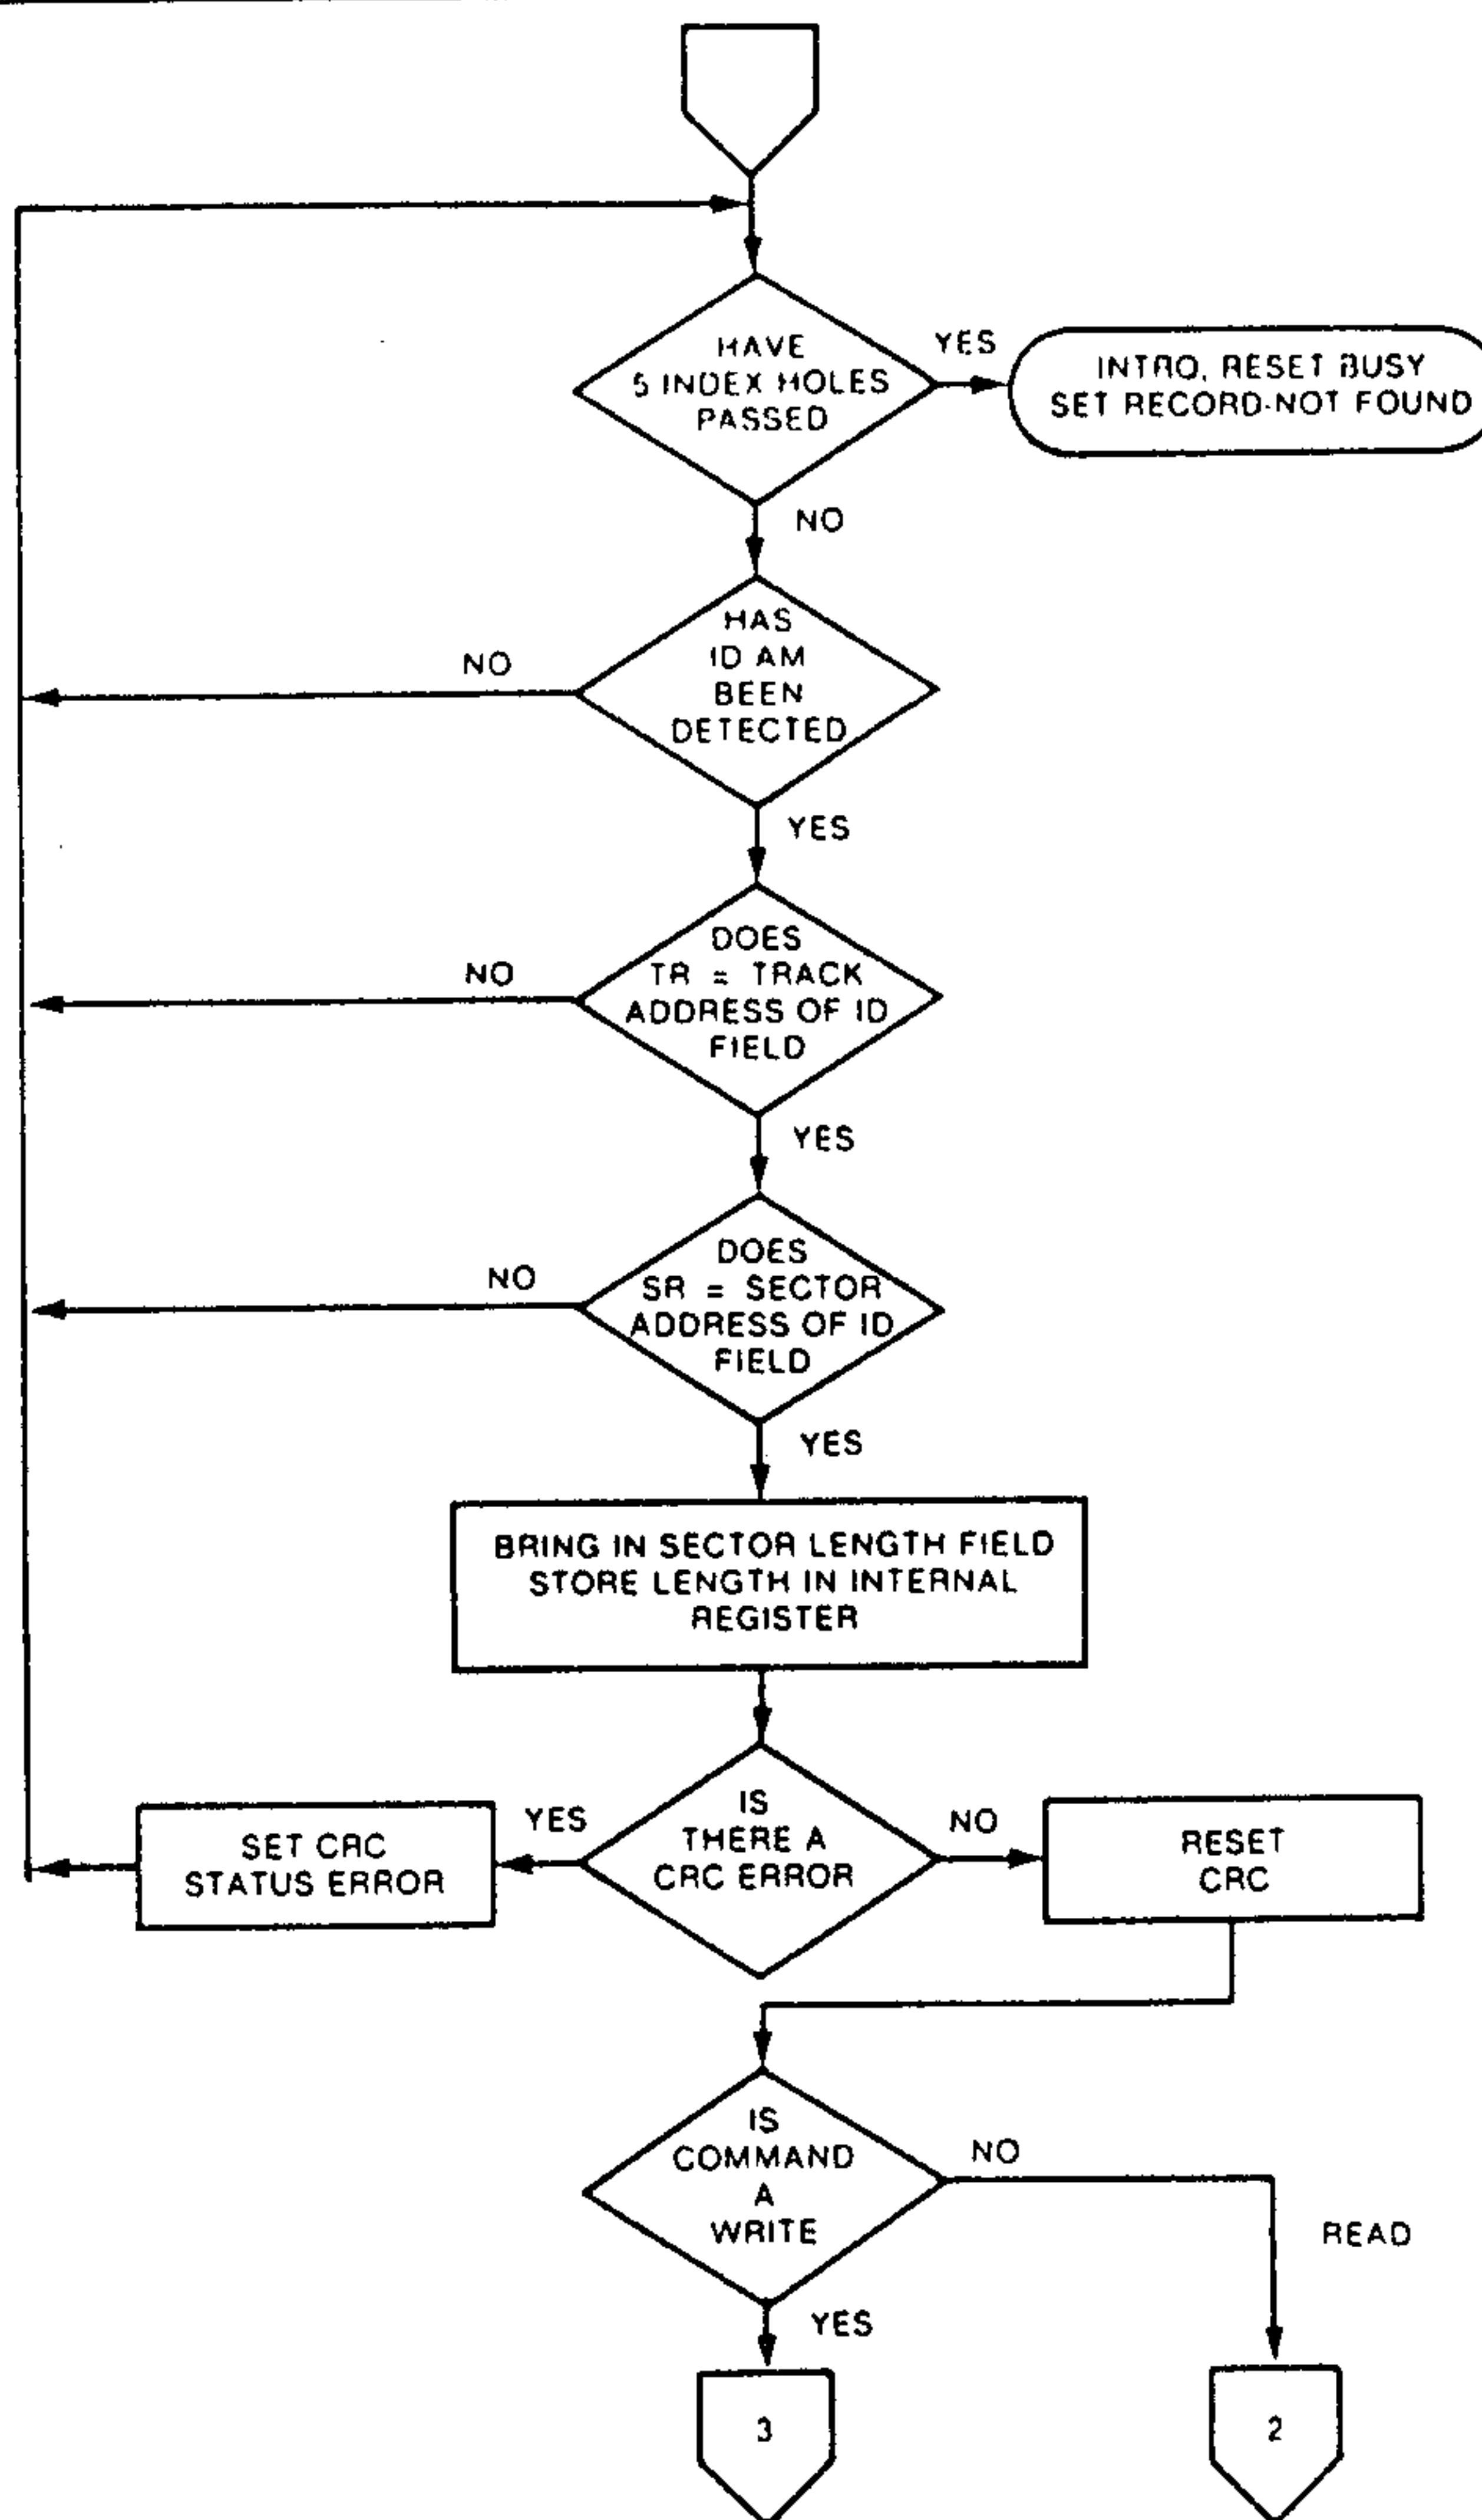 HAVE
5 INDEX HOLES
PASSED
YES
INTRQ, RESET BUSY
SET RECORD-NOT FOUND
NO
HAS
ID AM
BEEN
DETECTED
NO
YES
DOES
TR = TRACK
ADDRESS OF ID
FIELD
NO
YES
DOES
SR = SECTOR
ADDRESS OF ID
FIELD
NO
YES
BRING IN SECTOR LENGTH FIELD
STORE LENGTH IN INTERNAL
REGISTER
IS
THERE A
CRC ERROR
YES
SET CRC
STATUS ERROR
NO
RESET
CRC
IS
COMMAND
A
WRITE
NO
READ
YES
3
2